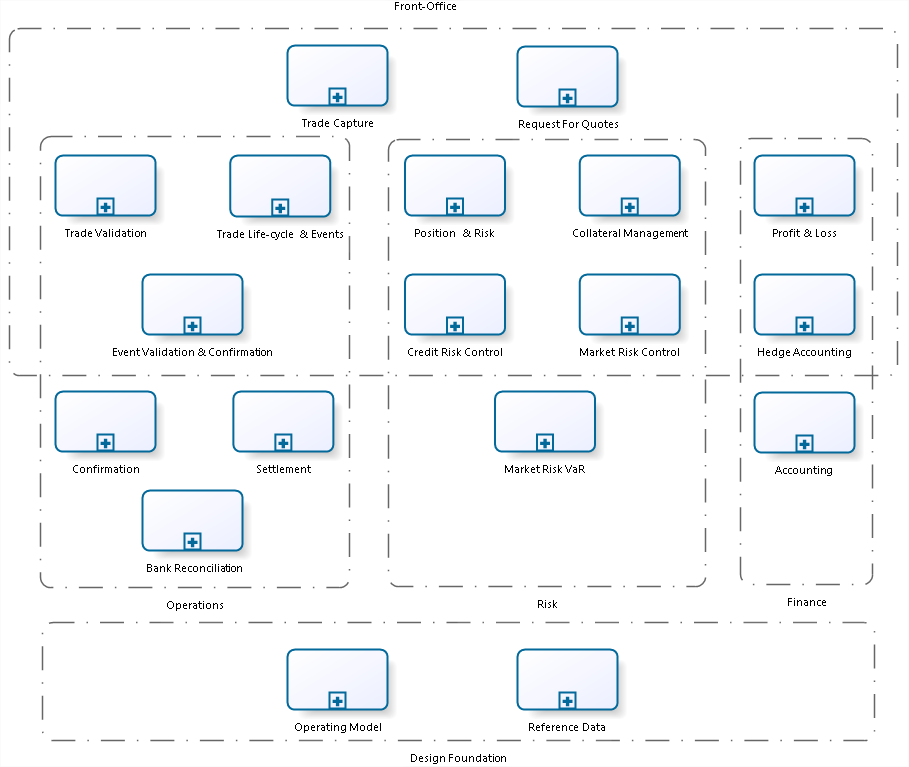 Front-Office
Trade Capture
Request For Quotes
Trade Validation
Trade Life-cycle & Events
Position & Risk
Collateral Management
Profit & Loss
Event Validation & Confirmation
Credit Risk Control
Market Risk Control
Hedge Accounting
Confirmation
Settlement
Market Risk VaR
Accounting
Bank Reconciliation
Operations
Risk
Finance
Operating Model
Reference Data
Design Foundation